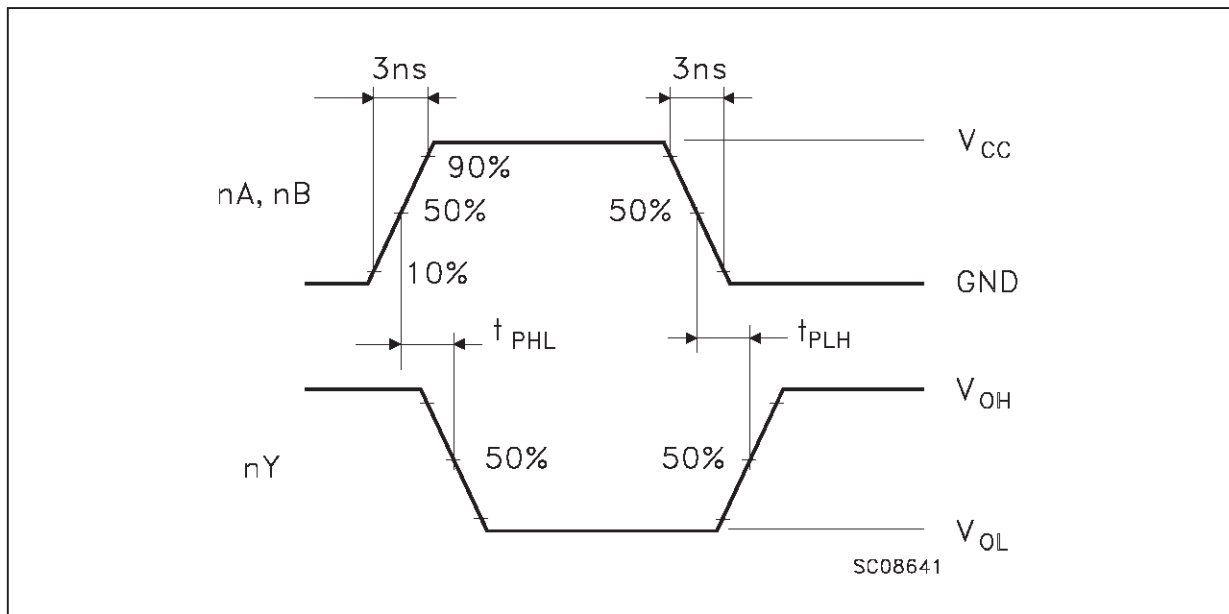 3ns 3ns
V_CC
90%
nA, nB
50% 50%
10%
GND
t_PHL t_PLH
V_OH
50% 50%
nY
V_OL
SC08641